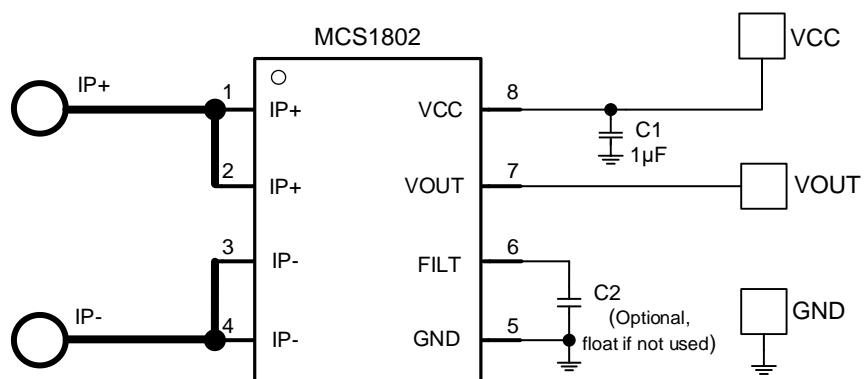 MCS1802
IP+
1
IP+
VCC
8
VCC
C1
1µF
2
IP+
VOUT
7
VOUT
3
IP-
FILT
6
C2
(Optional,
float if not used)
IP-
4
IP-
GND
5
GND